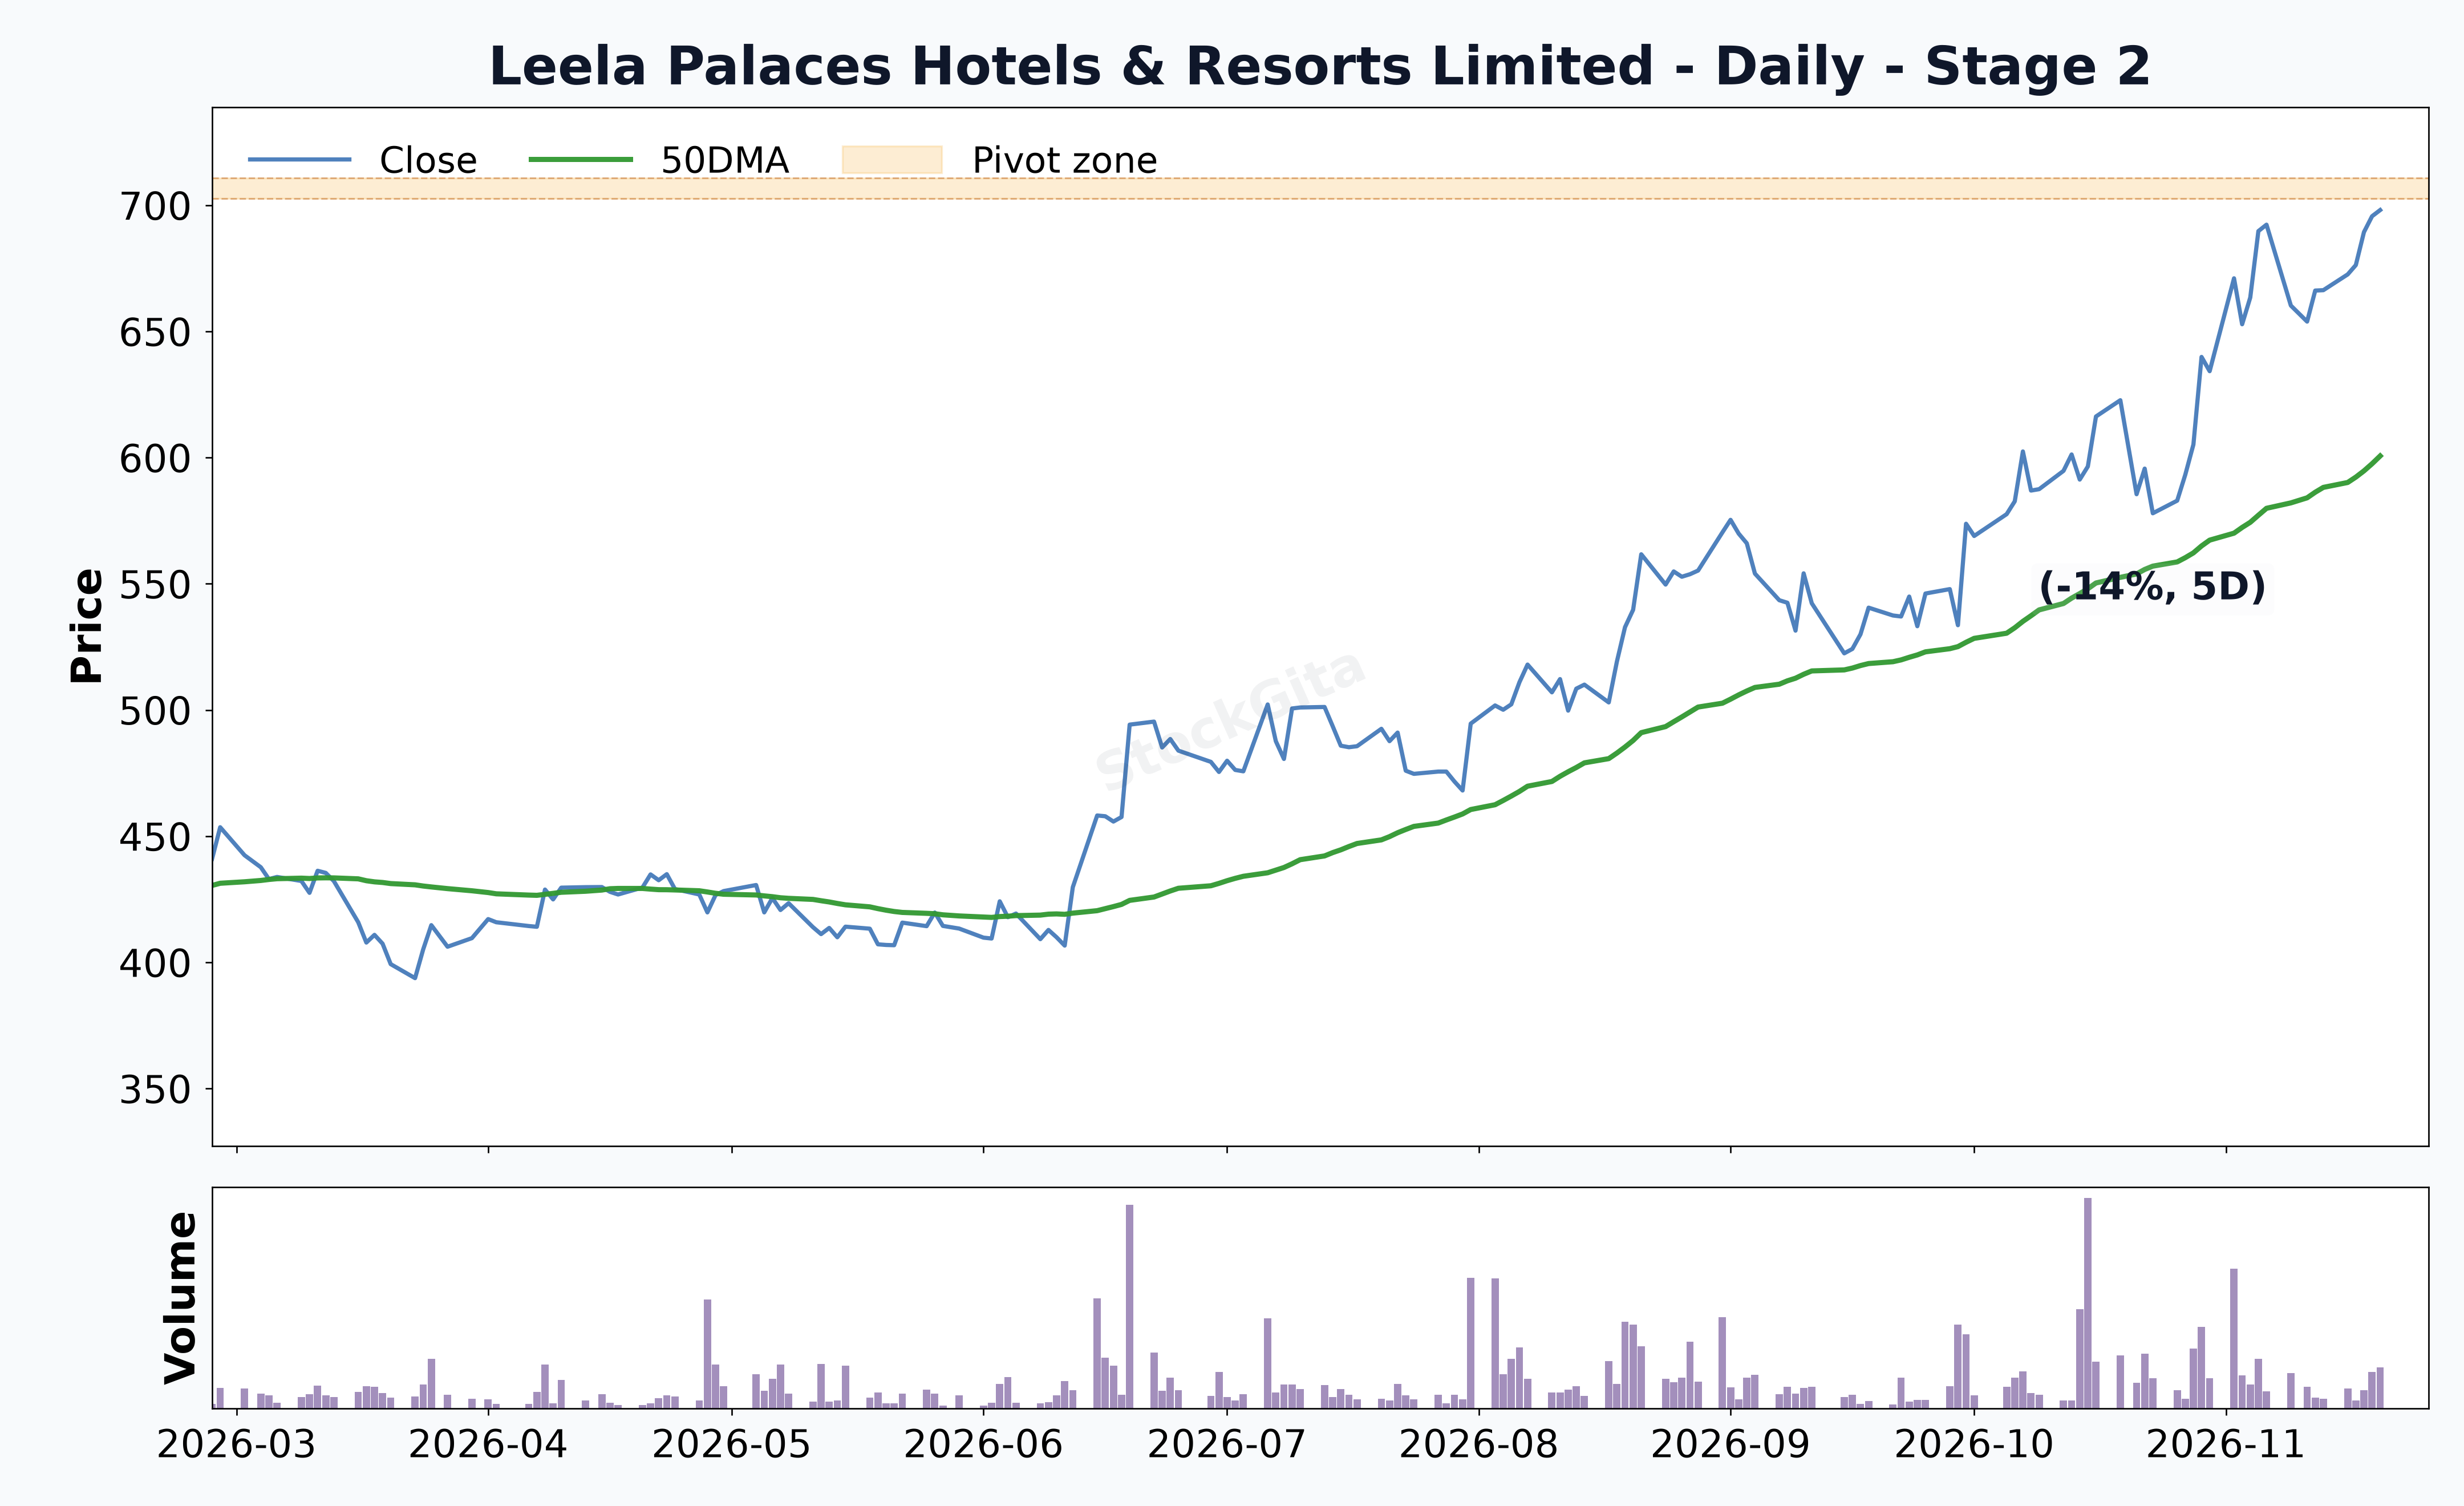 Leela Palaces Hotels & Resorts Limited - Daily - Stage 2
Close 50DMA Pivot zone
Price
700
650
600
550
500
450
400
350
(-14%, 5D)
StockGita
Volume
2026-03 2026-04 2026-05 2026-06 2026-07 2026-08 2026-09 2026-10 2026-11